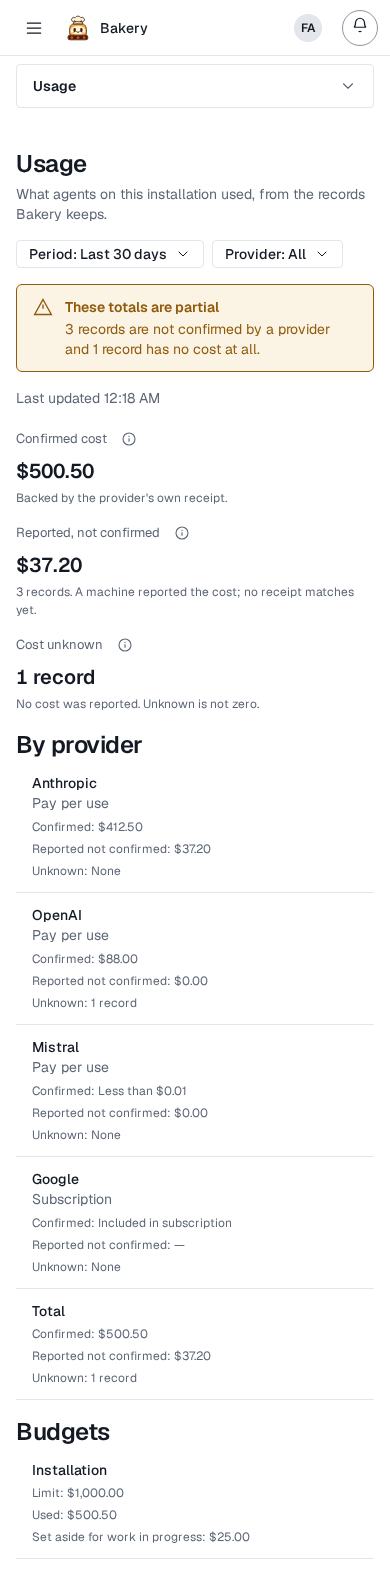 Bakery
FA
Usage
Usage
What agents on this installation used, from the records
Bakery keeps.
Period: Last 30 days
Provider: All
These totals are partial
3 records are not confirmed by a provider
and 1 record has no cost at all.
Last updated 12:18 AM
Confirmed cost
$500.50
Backed by the provider's own receipt.
Reported, not confirmed
$37.20
3 records. A machine reported the cost; no receipt matches
yet.
Cost unknown
1 record
No cost was reported. Unknown is not zero.
By provider
Anthropic
Pay per use
Confirmed: $412.50
Reported not confirmed: $37.20
Unknown: None
OpenAI
Pay per use
Confirmed: $88.00
Reported not confirmed: $0.00
Unknown: 1 record
Mistral
Pay per use
Confirmed: Less than $0.01
Reported not confirmed: $0.00
Unknown: None
Google
Subscription
Confirmed: Included in subscription
Reported not confirmed: —
Unknown: None
Total
Confirmed: $500.50
Reported not confirmed: $37.20
Unknown: 1 record
Budgets
Installation
Limit: $1,000.00
Used: $500.50
Set aside for work in progress: $25.00